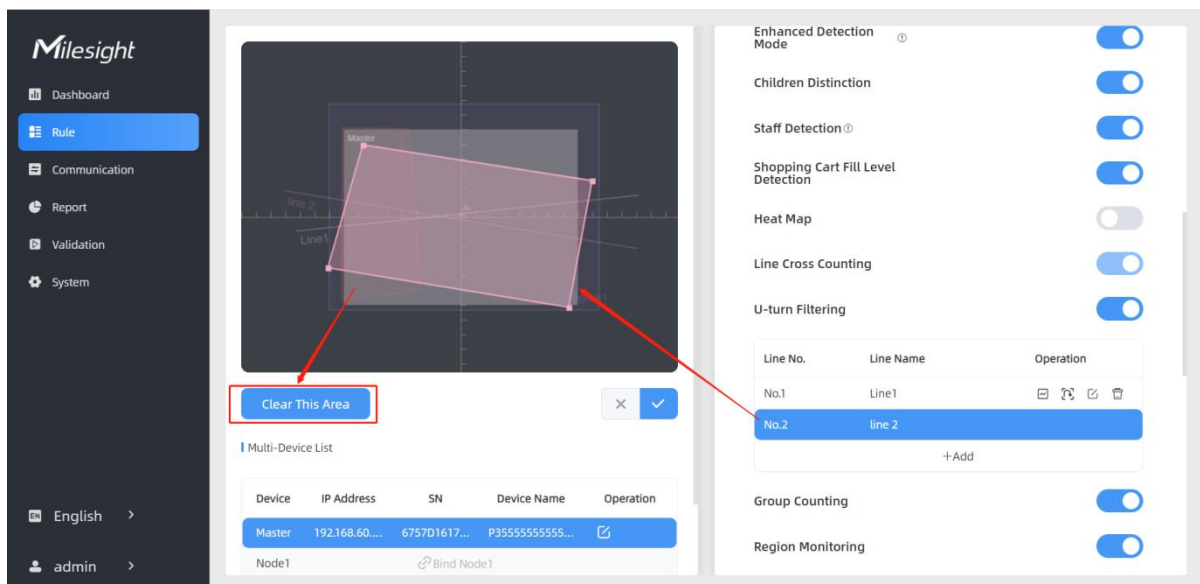 Milesight
Dashboard
Rule
Communication
Report
Validation
System
EN English >
admin >
Master
line 2
Line1
Clear This Area
Multi-Device List
Device IP Address SN Device Name Operation
Master 192.168.60.... 6757D1617... P35555555555...
Node1 Bind Node1
Enhanced Detection
Mode
Children Distinction
Staff Detection
Shopping Cart Fill Level
Detection
Heat Map
Line Cross Counting
U-turn Filtering
Line No. Line Name Operation
No.1 Line1
No.2 line 2
+Add
Group Counting
Region Monitoring